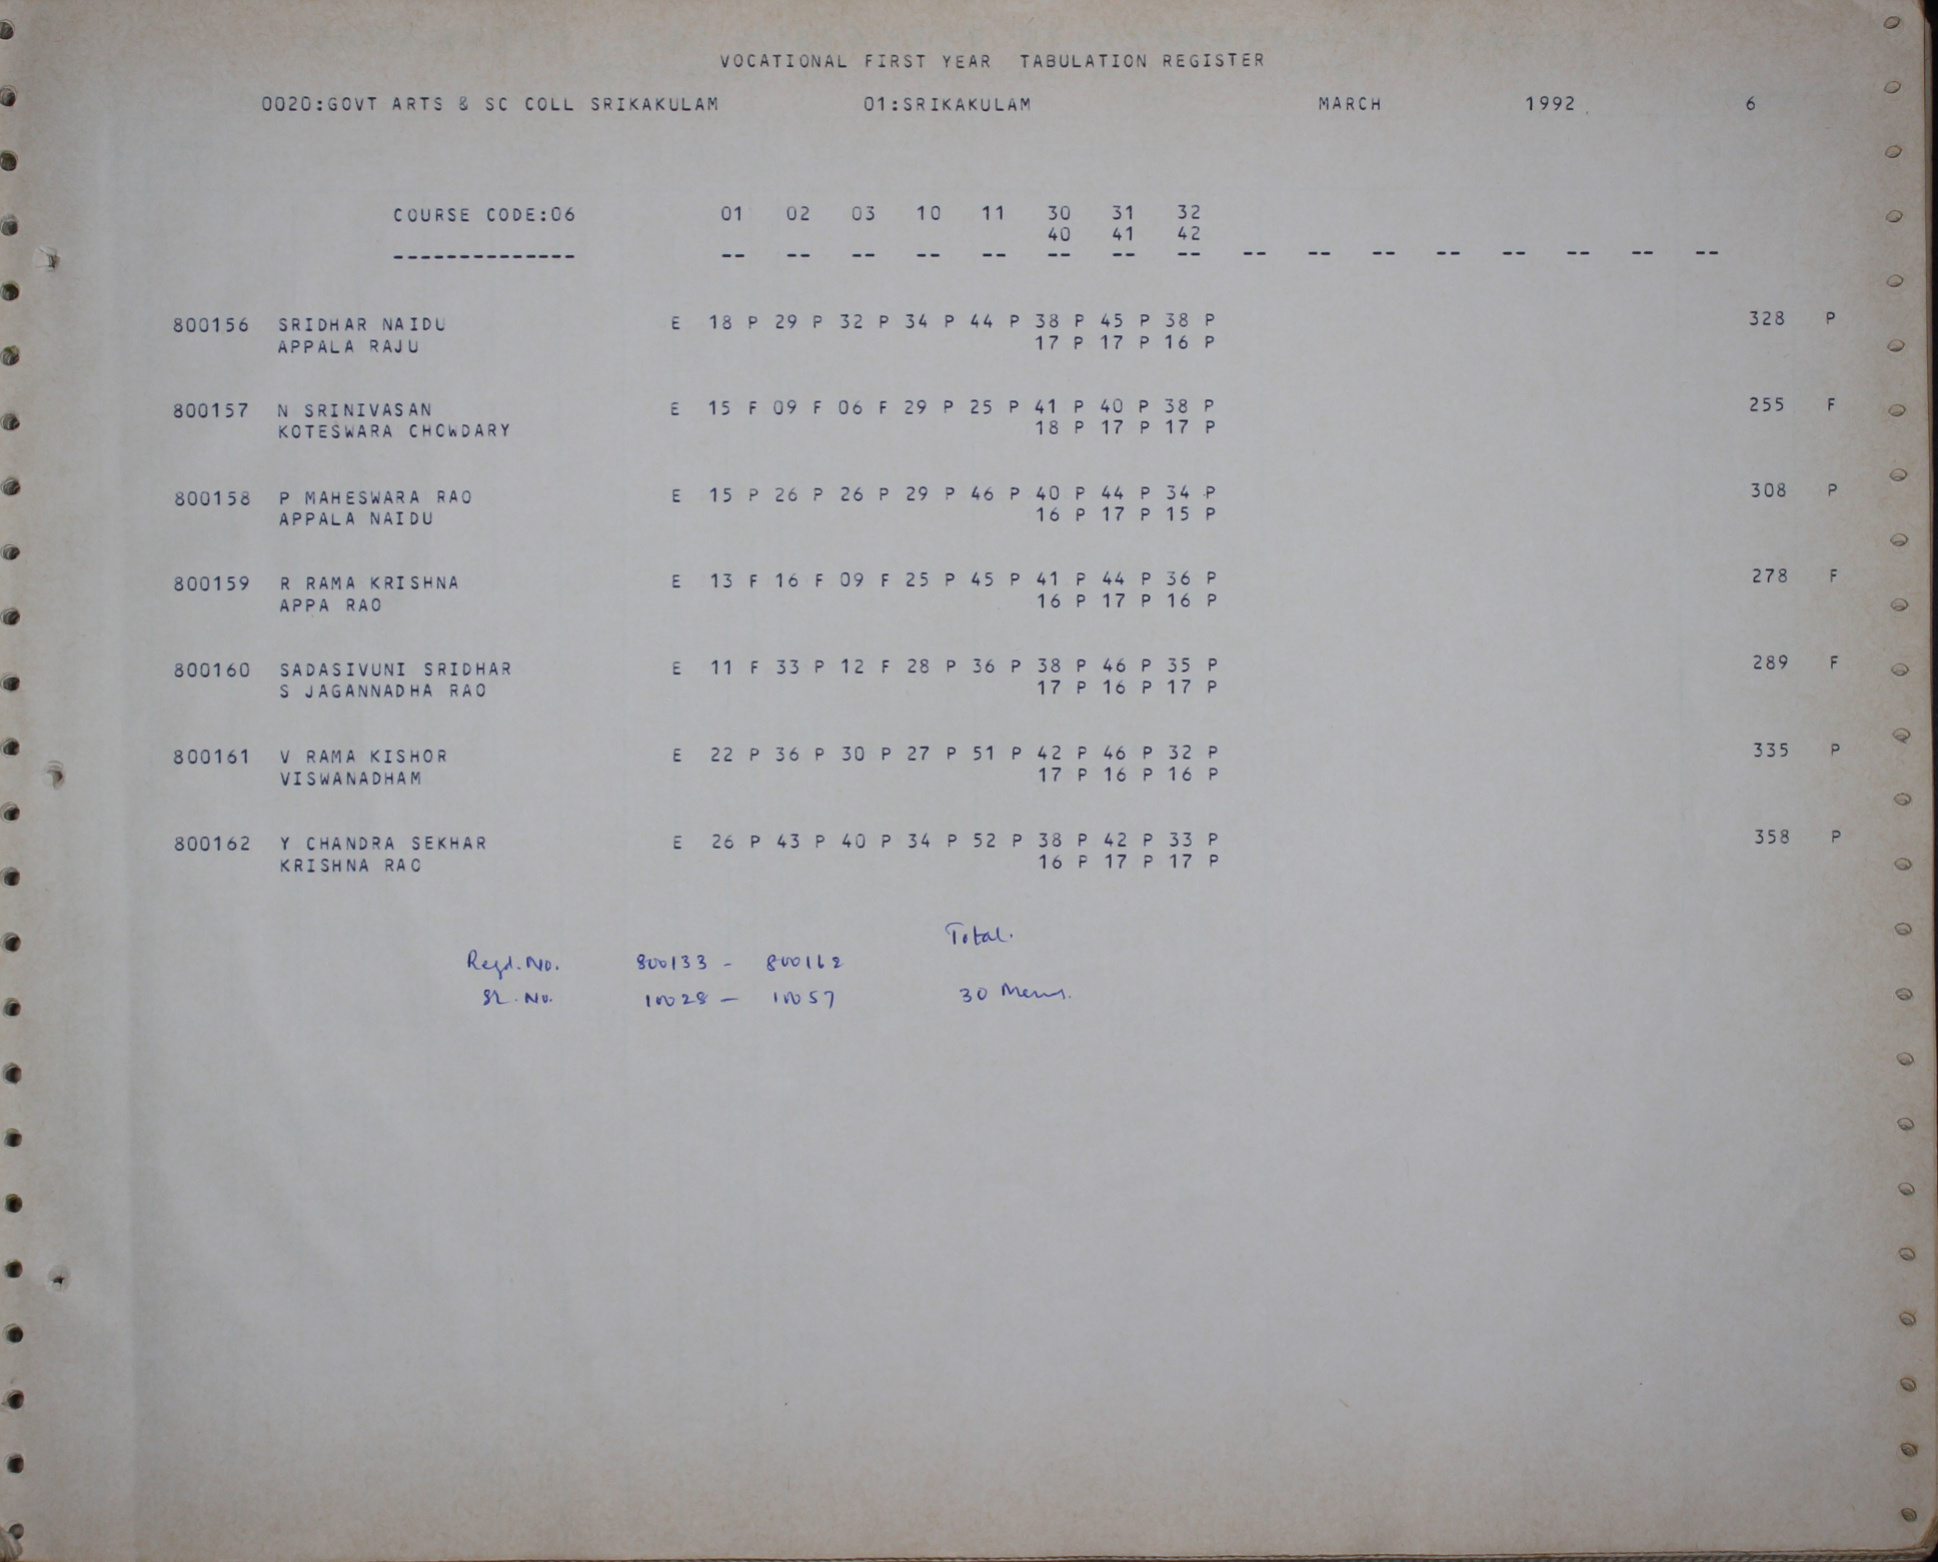 VOCATIONAL FIRST YEAR TABULATION REGISTER
0020:GOVT ARTS & SC COLL SRIKAKULAM 01:SRIKAKULAM MARCH 1992 6
COURSE CODE:06 01 02 03 10 11 30 31 32
40 41 42
-------------- -- -- -- -- -- -- -- -- -- -- -- -- -- -- -- --
800156 SRIDHAR NAIDU E 18 P 29 P 32 P 34 P 44 P 38 P 45 P 38 P 328 P
APPALA RAJU 17 P 17 P 16 P
800157 N SRINIVASAN E 15 F 09 F 06 F 29 P 25 P 41 P 40 P 38 P 255 F
KOTESWARA CHOWDARY 18 P 17 P 17 P
800158 P MAHESWARA RAO E 15 P 26 P 26 P 29 P 46 P 40 P 44 P 34 P 308 P
APPALA NAIDU 16 P 17 P 15 P
800159 R RAMA KRISHNA E 13 F 16 F 09 F 25 P 45 P 41 P 44 P 36 P 278 F
APPA RAO 16 P 17 P 16 P
800160 SADASIVUNI SRIDHAR E 11 F 33 P 12 F 28 P 36 P 38 P 46 P 35 P 289 F
S JAGANNADHA RAO 17 P 16 P 17 P
800161 V RAMA KISHOR E 22 P 36 P 30 P 27 P 51 P 42 P 46 P 32 P 335 P
VISWANADHAM 17 P 16 P 16 P
800162 Y CHANDRA SEKHAR E 26 P 43 P 40 P 34 P 52 P 38 P 42 P 33 P 358 P
KRISHNA RAO 16 P 17 P 17 P
Total.
Regd. No. 800133 - 800162
Sl. No. 10028 - 10057 30